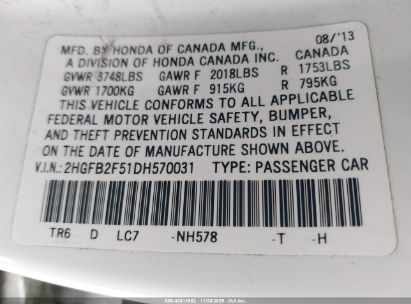 MFD. BY HONDA OF CANADA MFG., 08/'13
A DIVISION OF HONDA CANADA INC. CANADA
GVWR 3748LBS GAWR F 2018LBS R 1753LBS
GVWR 1700KG GAWR F 915KG R 795KG
THIS VEHICLE CONFORMS TO ALL APPLICABLE
FEDERAL MOTOR VEHICLE SAFETY, BUMPER,
AND THEFT PREVENTION STANDARDS IN EFFECT
ON THE DATE OF MANUFACTURE SHOWN ABOVE.
V.I.N.: 2HGFB2F51DH570031 TYPE: PASSENGER CAR
TR6 D LC7 -NH578 -T -H